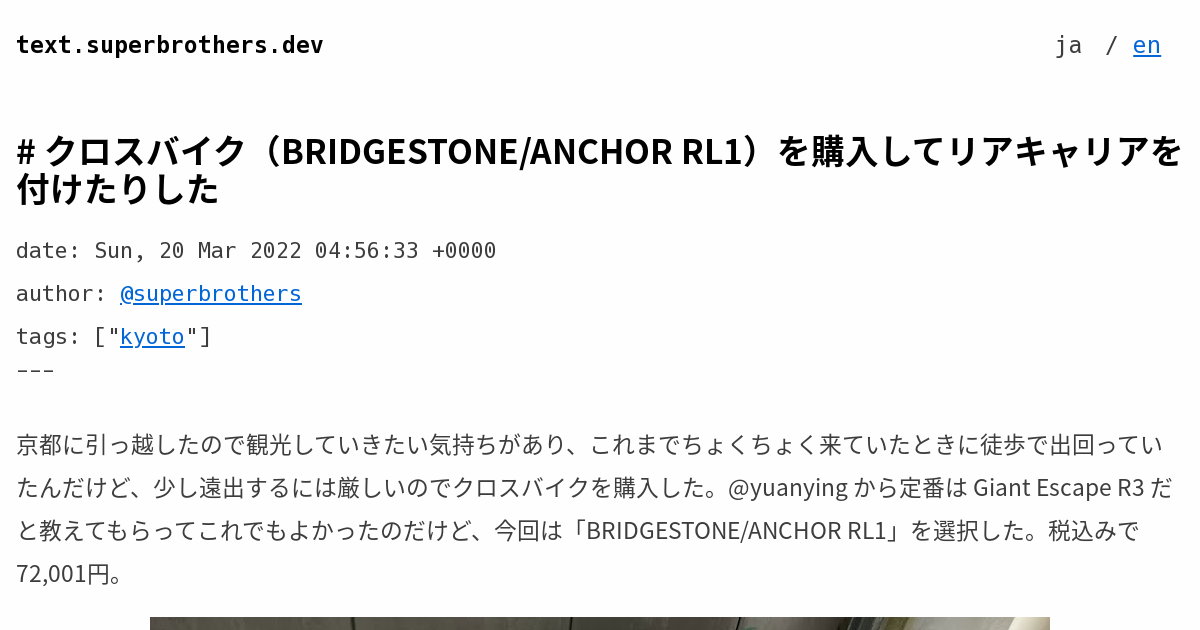 text.superbrothers.dev
ja / en
# クロスバイク（BRIDGESTONE/ANCHOR RL1）を購入してリアキャリアを
付けたりした
date: Sun, 20 Mar 2022 04:56:33 +0000
author: @superbrothers
tags: ["kyoto"]
---
京都に引っ越したので観光していきたい気持ちがあり、これまでちょくちょく来ていたときに徒歩で出回ってい
たんだけど、少し遠出するには厳しいのでクロスバイクを購入した。@yuanying から定番は Giant Escape R3 だ
と教えてもらってこれでもよかったのだけど、今回は「BRIDGESTONE/ANCHOR RL1」を選択した。税込みで
72,001円。